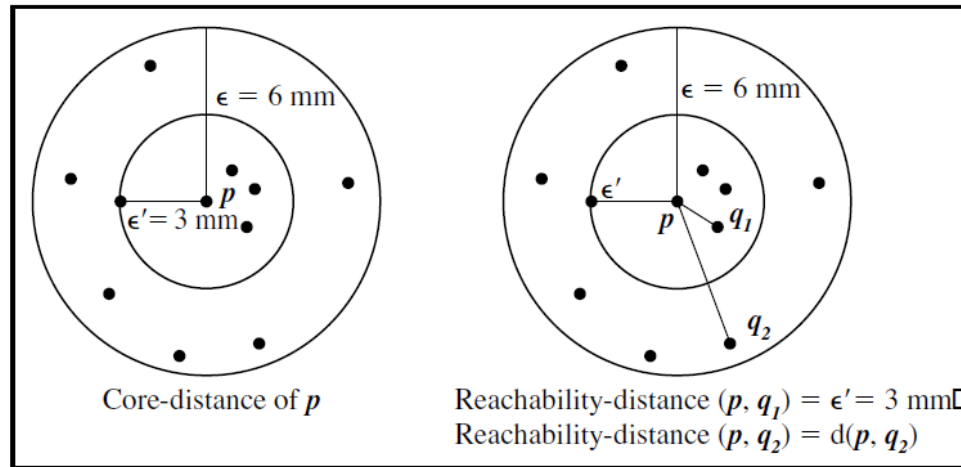 ϵ = 6 mm
p
ϵ′= 3 mm
Core-distance of p
ϵ = 6 mm
ϵ′
p
q₁
q₂
Reachability-distance (p, q₁) = ϵ′= 3 mm□
Reachability-distance (p, q₂) = d(p, q₂)